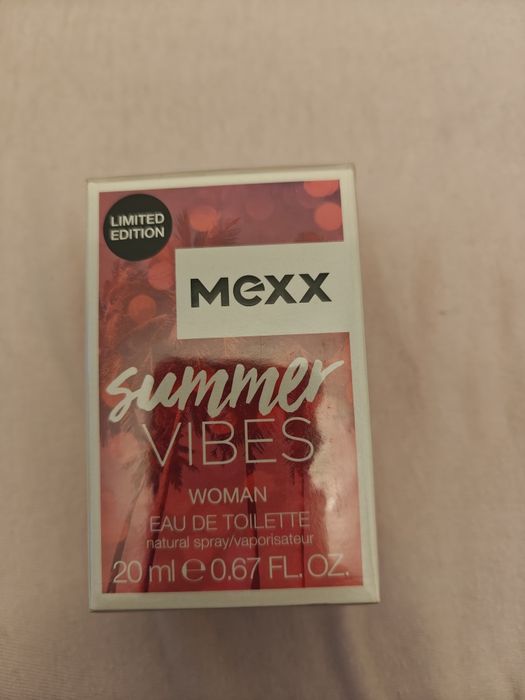 LIMITED
EDITION
mexx
summer
VIBES
WOMAN
EAU DE TOILETTE
natural spray/vaporisateur
20 ml ℮ 0.67 FL. OZ.